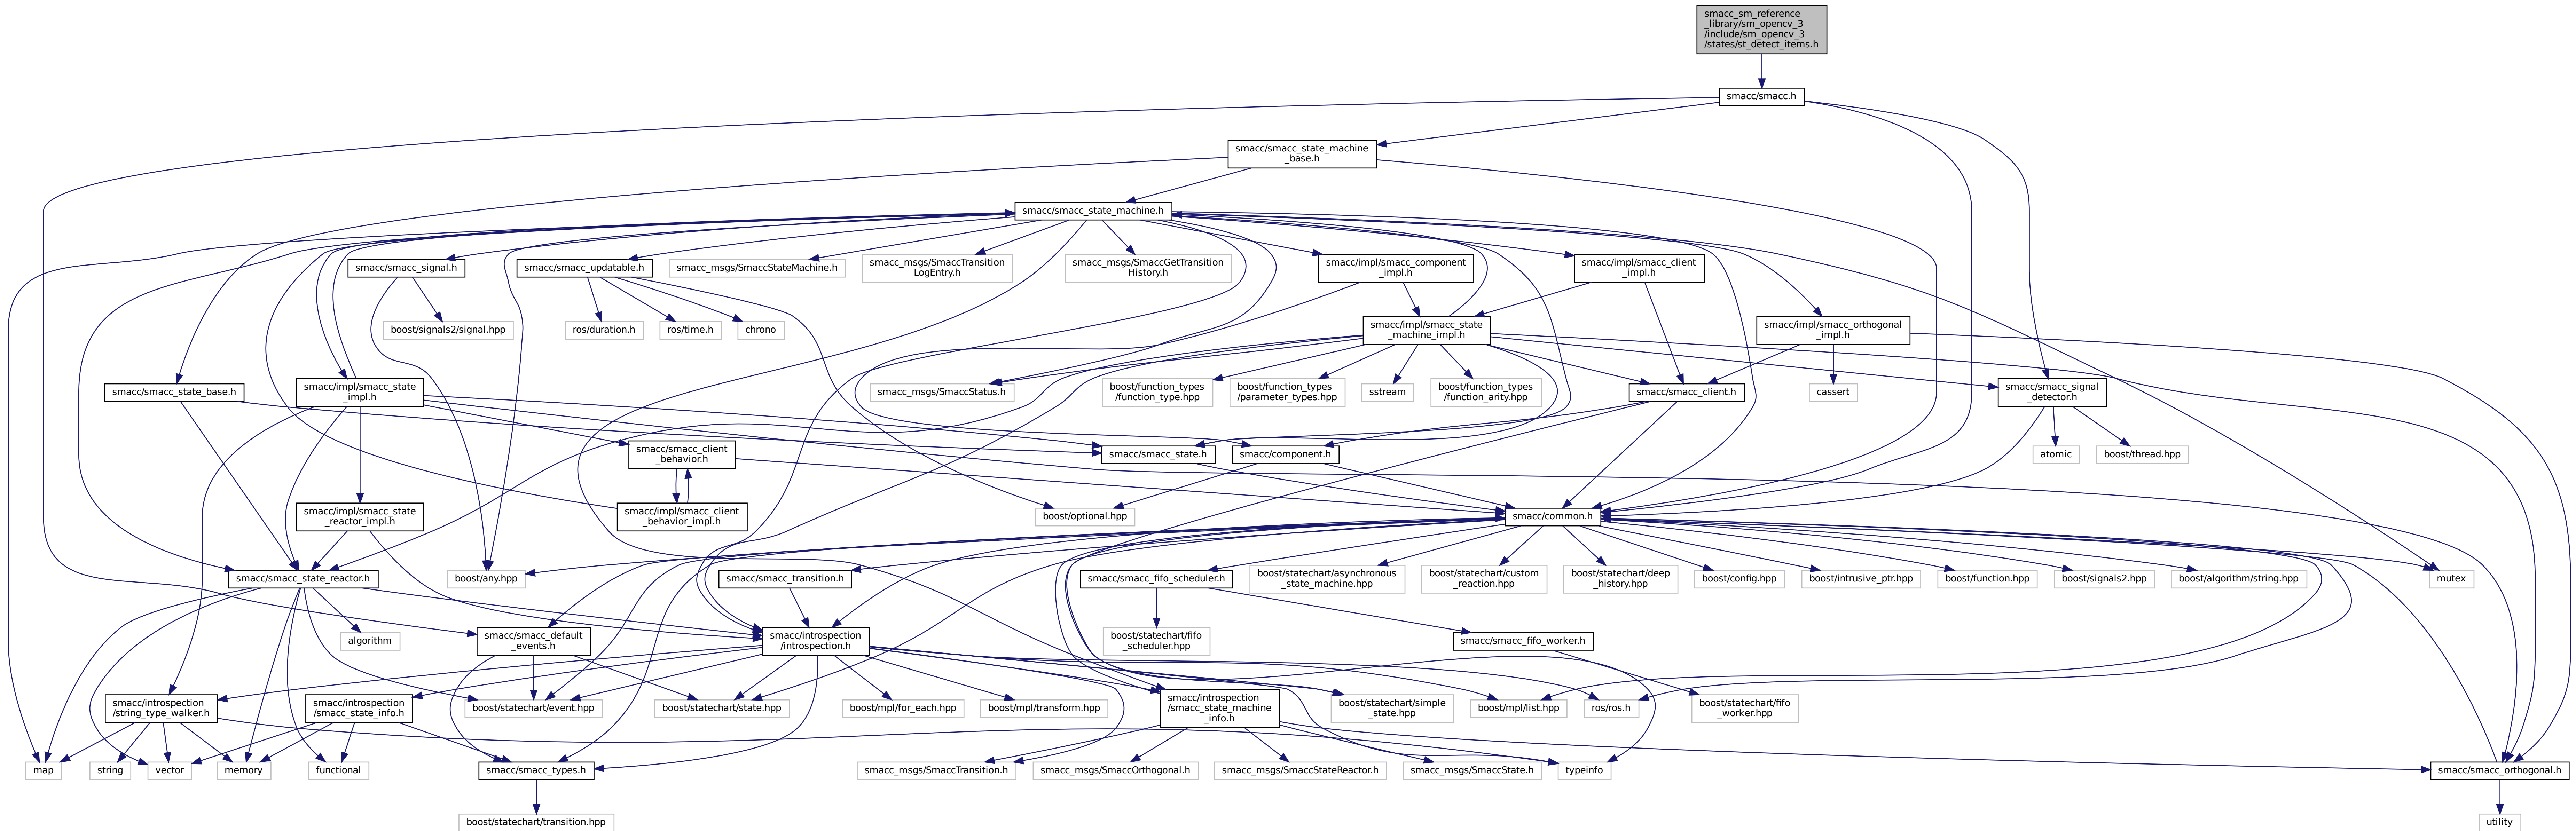 smacc_sm_reference
_library/sm_opencv_3
/include/sm_opencv_3
/states/st_detect_items.h
smacc/smacc.h
smacc/smacc_state_machine
_base.h
smacc/smacc_state_machine.h
smacc/smacc_signal.h
smacc/smacc_updatable.h
smacc_msgs/SmaccStateMachine.h
smacc_msgs/SmaccTransition
LogEntry.h
smacc_msgs/SmaccGetTransition
History.h
smacc/impl/smacc_component
_impl.h
smacc/impl/smacc_client
_impl.h
boost/signals2/signal.hpp
ros/duration.h
ros/time.h
chrono
smacc/impl/smacc_state
_machine_impl.h
smacc/impl/smacc_orthogonal
_impl.h
smacc/smacc_state_base.h
smacc/impl/smacc_state
_impl.h
smacc_msgs/SmaccStatus.h
boost/function_types
/function_type.hpp
boost/function_types
/parameter_types.hpp
sstream
boost/function_types
/function_arity.hpp
smacc/smacc_client.h
cassert
smacc/smacc_signal
_detector.h
smacc/smacc_client
_behavior.h
smacc/smacc_state.h
smacc/component.h
atomic
boost/thread.hpp
smacc/impl/smacc_state
_reactor_impl.h
smacc/impl/smacc_client
_behavior_impl.h
boost/optional.hpp
smacc/common.h
smacc/smacc_state_reactor.h
boost/any.hpp
smacc/smacc_transition.h
smacc/smacc_fifo_scheduler.h
boost/statechart/asynchronous
_state_machine.hpp
boost/statechart/custom
_reaction.hpp
boost/statechart/deep
_history.hpp
boost/config.hpp
boost/intrusive_ptr.hpp
boost/function.hpp
boost/signals2.hpp
boost/algorithm/string.hpp
mutex
algorithm
smacc/smacc_default
_events.h
smacc/introspection
/introspection.h
boost/statechart/fifo
_scheduler.hpp
smacc/smacc_fifo_worker.h
smacc/introspection
/string_type_walker.h
smacc/introspection
/smacc_state_info.h
boost/statechart/event.hpp
boost/statechart/state.hpp
boost/mpl/for_each.hpp
boost/mpl/transform.hpp
smacc/introspection
/smacc_state_machine
_info.h
boost/statechart/simple
_state.hpp
boost/mpl/list.hpp
ros/ros.h
boost/statechart/fifo
_worker.hpp
map
string
vector
memory
functional
smacc/smacc_types.h
smacc_msgs/SmaccTransition.h
smacc_msgs/SmaccOrthogonal.h
smacc_msgs/SmaccStateReactor.h
smacc_msgs/SmaccState.h
typeinfo
smacc/smacc_orthogonal.h
boost/statechart/transition.hpp
utility